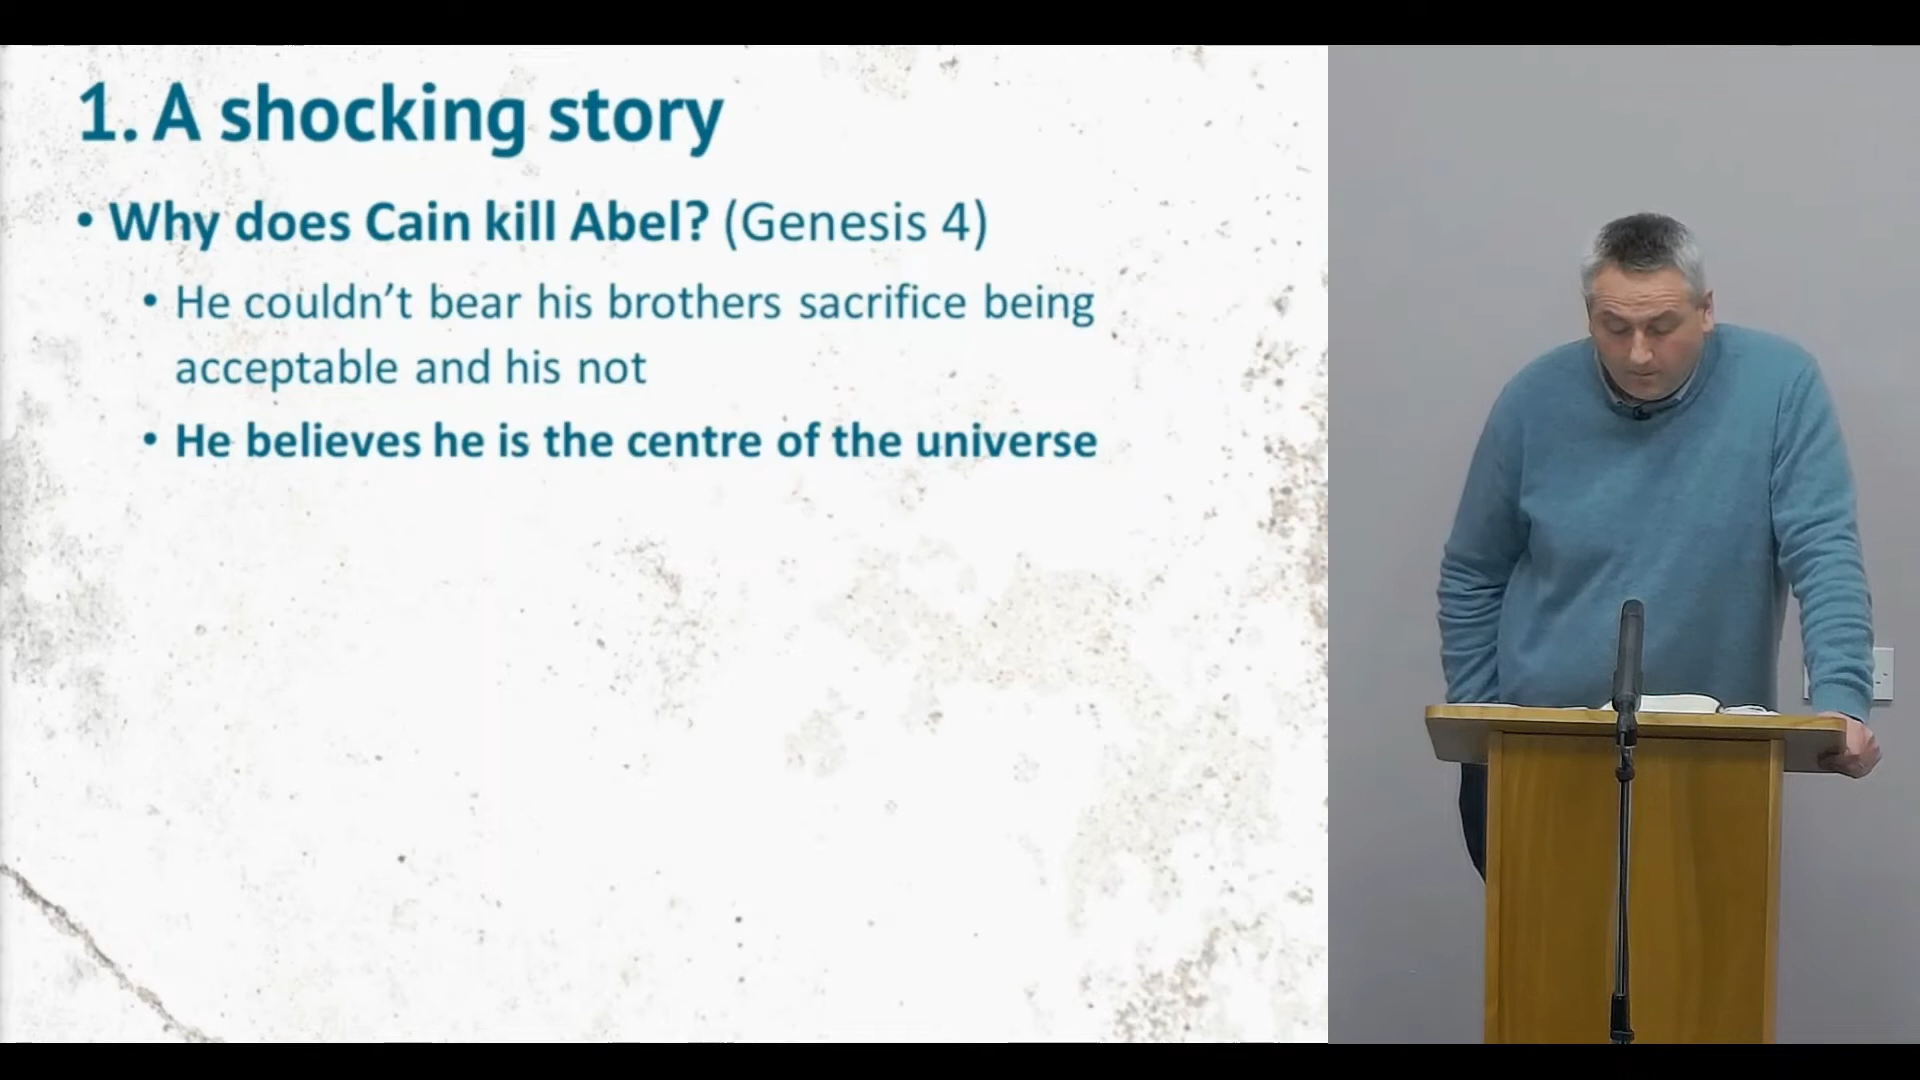 1. A shocking story
• Why does Cain kill Abel? (Genesis 4)
• He couldn’t bear his brothers sacrifice being
acceptable and his not
• He believes he is the centre of the universe